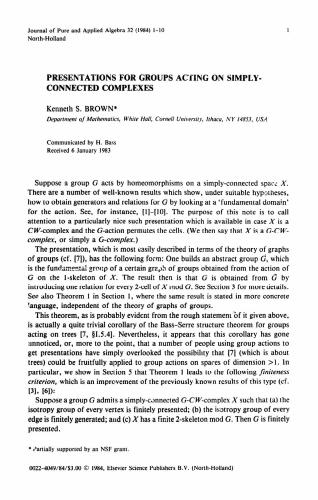 Journal of Pure and Applied Algebra 32 (1984) 1-10 1
North-Holland
PRESENTATIONS FOR GROUPS ACTING ON SIMPLY-
CONNECTED COMPLEXES
Kenneth S. BROWN*
Department of Mathematics, White Hall, Cornell University, Ithaca, NY 14853, USA
Communicated by H. Bass
Received 6 January 1983
Suppose a group G acts by homeomorphisms on a simply-connected space X.
There are a number of well-known results which show, under suitable hypotheses,
how to obtain generators and relations for G by looking at a 'fundamental domain'
for the action. See, for instance, [1]–[10]. The purpose of this note is to call
attention to a particularly nice such presentation which is available in case X is a
CW-complex and the G-action permutes the cells. (We then say that X is a G-CW-
complex, or simply a G-complex.)
The presentation, which is most easily described in terms of the theory of graphs
of groups (cf. [7]), has the following form: One builds an abstract group G̃, which
is the fundamental group of a certain graph of groups obtained from the action of
G on the 1-skeleton of X. The result then is that G is obtained from G̃ by
introducing one relation for every 2-cell of X mod G. See Section 3 for more details.
See also Theorem 1 in Section 1, where the same result is stated in more concrete
language, independent of the theory of graphs of groups.
This theorem, as is probably evident from the rough statement of it given above,
is actually a quite trivial corollary of the Bass-Serre structure theorem for groups
acting on trees [7, §I.5.4]. Nevertheless, it appears that this corollary has gone
unnoticed, or, more to the point, that a number of people using group actions to
get presentations have simply overlooked the possibility that [7] (which is about
trees) could be fruitfully applied to group actions on spaces of dimension >1. In
particular, we show in Section 5 that Theorem 1 leads to the following finiteness
criterion, which is an improvement of the previously known results of this type (cf.
[3], [6]):
Suppose a group G admits a simply-connected G-CW-complex X such that (a) the
isotropy group of every vertex is finitely presented; (b) the isotropy group of every
edge is finitely generated; and (c) X has a finite 2-skeleton mod G. Then G is finitely
presented.
* Partially supported by an NSF grant.
0022-4049/84/$3.00 © 1984, Elsevier Science Publishers B.V. (North-Holland)